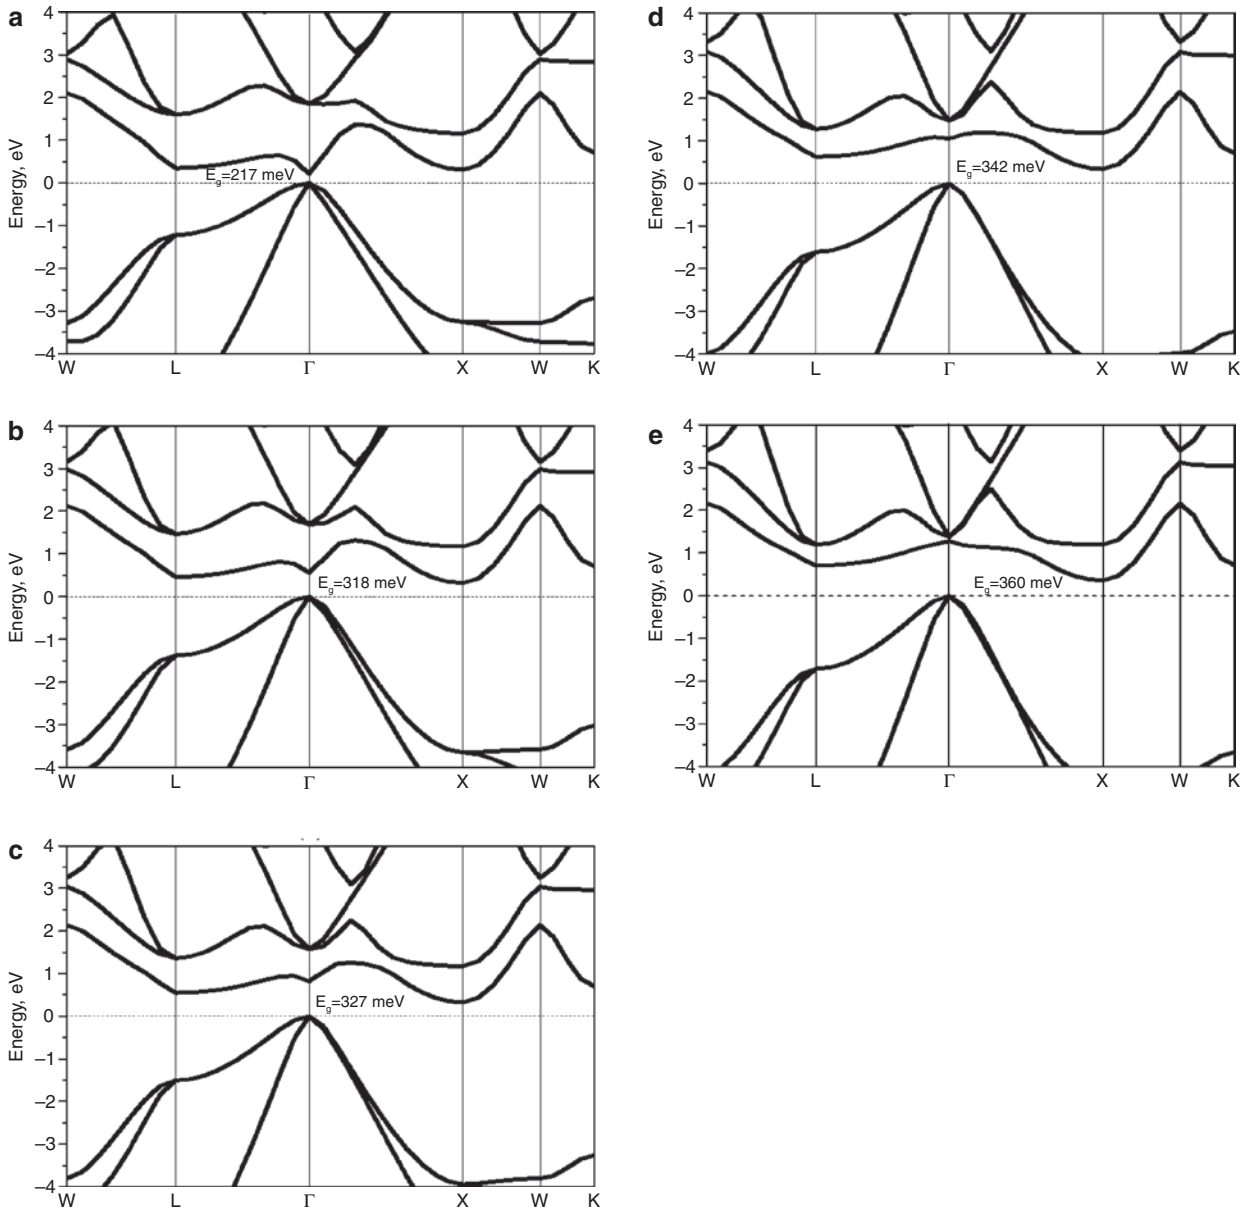 a
4
3
2
1
0
–1
–2
–3
–4
Energy, eV
Eg=217 meV
W L Γ X W K
b
4
3
2
1
0
–1
–2
–3
–4
Energy, eV
Eg=318 meV
W L Γ X W K
c
4
3
2
1
0
–1
–2
–3
–4
Energy, eV
Eg=327 meV
W L Γ X W K
d
4
3
2
1
0
–1
–2
–3
–4
Energy, eV
Eg=342 meV
W L Γ X W K
e
4
3
2
1
0
–1
–2
–3
–4
Energy, eV
Eg=360 meV
W L Γ X W K